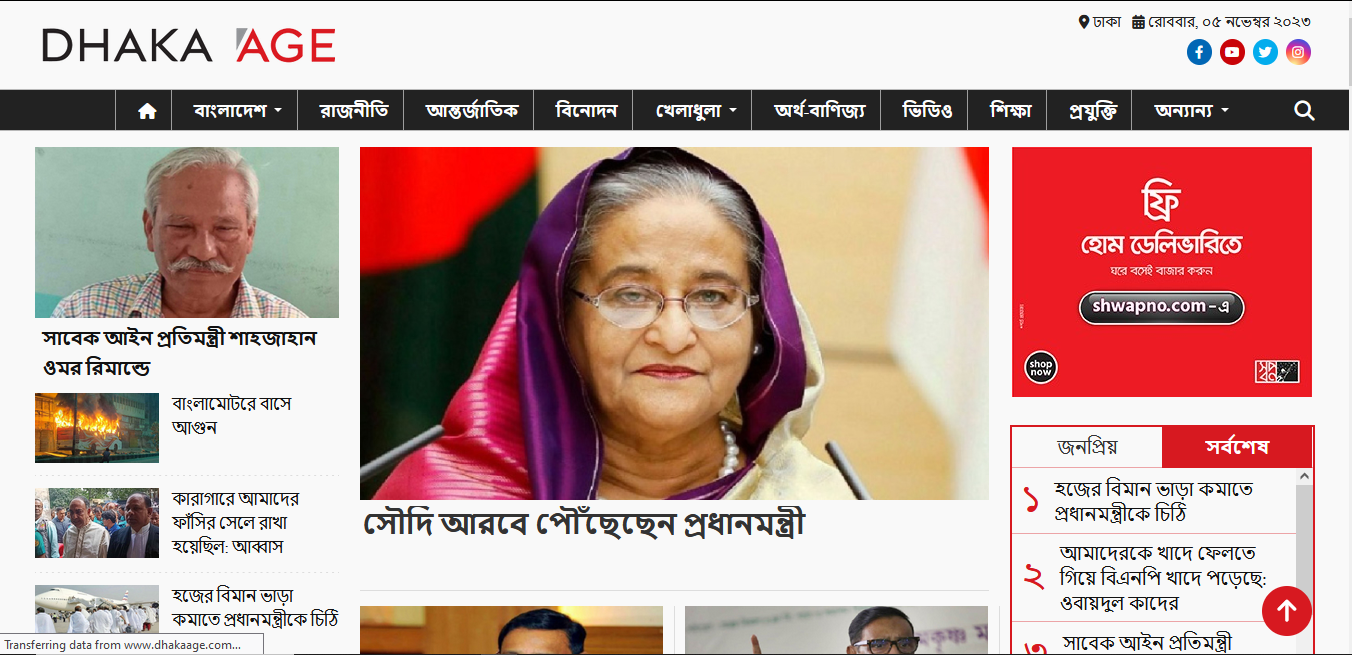 DHAKA AGE
ঢাকা রোববার, ০৫ নভেম্বর ২০২৩
বাংলাদেশ রাজনীতি আন্তর্জাতিক বিনোদন খেলাধুলা অর্থ-বাণিজ্য ভিডিও শিক্ষা প্রযুক্তি অন্যান্য
সাবেক আইন প্রতিমন্ত্রী শাহজাহান
ওমর রিমান্ডে
বাংলামোটরে বাসে
আগুন
কারাগারে আমাদের
ফাঁসির সেলে রাখা
হয়েছিল: আব্বাস
হজের বিমান ভাড়া
কমাতে প্রধানমন্ত্রীকে চিঠি
সৌদি আরবে পৌঁছেছেন প্রধানমন্ত্রী
ফ্রি
হোম ডেলিভারিতে
ঘরে বসেই বাজার করুন
shwapno.com-এ
shop
now
জনপ্রিয় সর্বশেষ
১ হজের বিমান ভাড়া কমাতে
প্রধানমন্ত্রীকে চিঠি
২ আমাদেরকে খাদে ফেলতে
গিয়ে বিএনপি খাদে পড়েছে:
ওবায়দুল কাদের
৩ সাবেক আইন প্রতিমন্ত্রী
Transferring data from www.dhakaage.com...